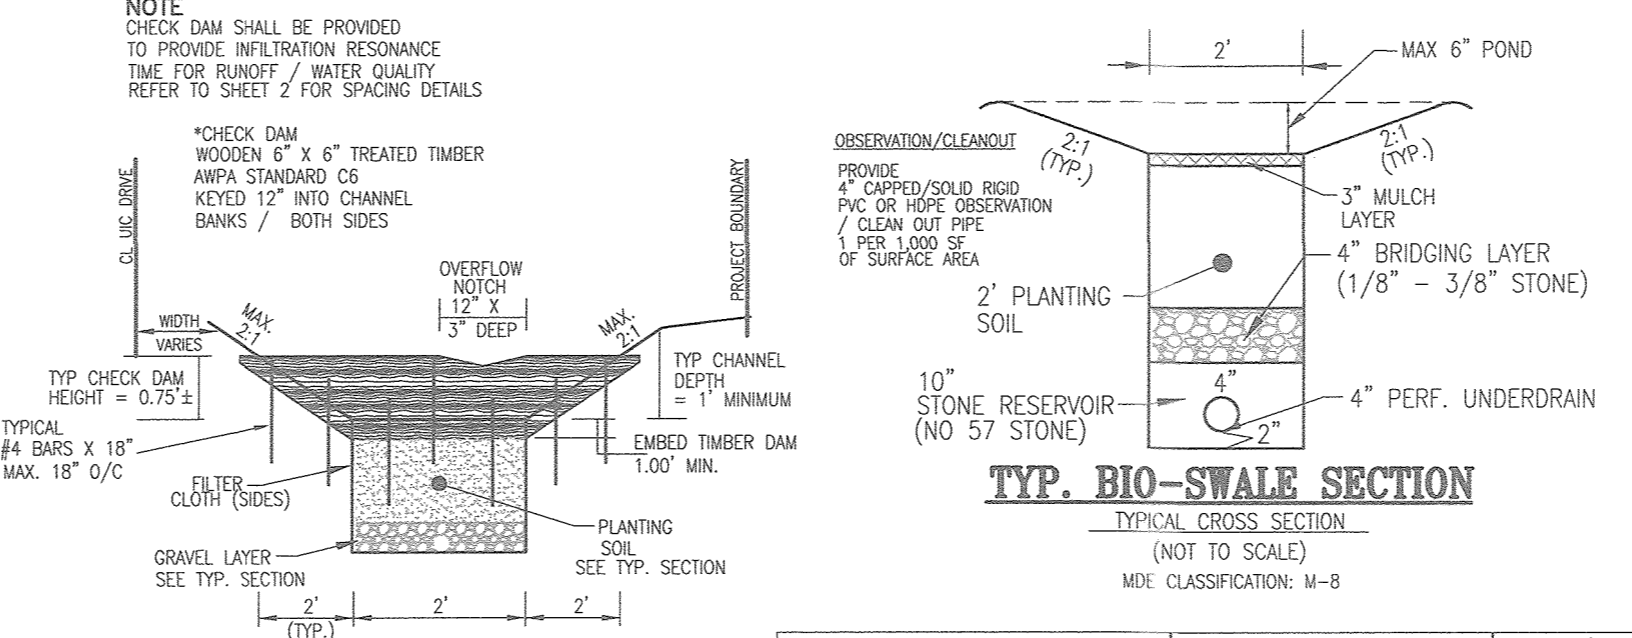 NOTE
CHECK DAM SHALL BE PROVIDED
TO PROVIDE INFILTRATION RESONANCE
TIME FOR RUNOFF / WATER QUALITY
REFER TO SHEET 2 FOR SPACING DETAILS
*CHECK DAM
WOODEN 6" X 6" TREATED TIMBER
AWPA STANDARD C6
KEYED 12" INTO CHANNEL
BANKS / BOTH SIDES
CL UIC DRIVE
PROJECT BOUNDARY
OVERFLOW
NOTCH
12" X
3" DEEP
WIDTH
VARIES
MAX.
2:1
MAX.
2:1
TYP CHECK DAM
HEIGHT = 0.75'±
TYP CHANNEL
DEPTH
= 1' MINIMUM
TYPICAL
#4 BARS X 18"
MAX. 18" O/C
EMBED TIMBER DAM
1.00' MIN.
FILTER
CLOTH (SIDES)
PLANTING
SOIL
SEE TYP. SECTION
GRAVEL LAYER
SEE TYP. SECTION
2'
(TYP.)
2'
2'
2'
MAX 6" POND
OBSERVATION/CLEANOUT
PROVIDE
4" CAPPED/SOLID RIGID
PVC OR HDPE OBSERVATION
/ CLEAN OUT PIPE
1 PER 1,000 SF
OF SURFACE AREA
2:1
(TYP.)
2:1
(TYP.)
3" MULCH
LAYER
4" BRIDGING LAYER
(1/8" - 3/8" STONE)
2' PLANTING
SOIL
10"
STONE RESERVOIR
(NO 57 STONE)
4"
4" PERF. UNDERDRAIN
2"
TYP. BIO-SWALE SECTION
TYPICAL CROSS SECTION
(NOT TO SCALE)
MDE CLASSIFICATION: M-8